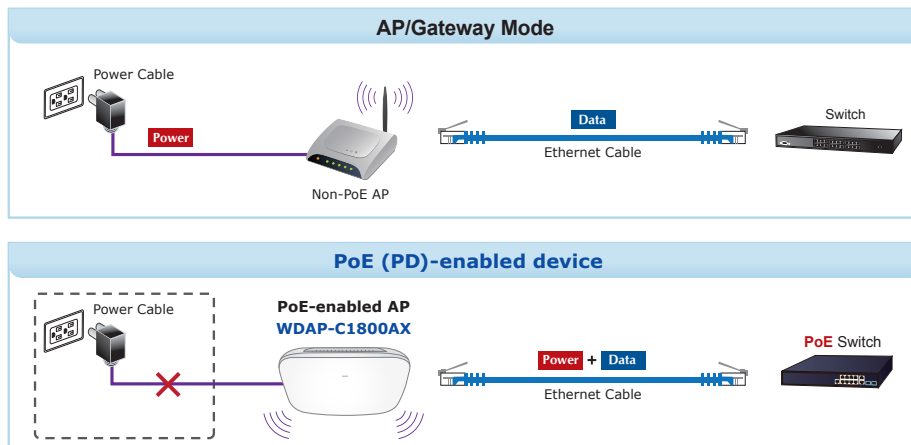 AP/Gateway Mode
Power Cable
Power
Non-PoE AP
Data
Ethernet Cable
Switch
PoE (PD)-enabled device
Power Cable
PoE-enabled AP
WDAP-C1800AX
Power + Data
Ethernet Cable
PoE Switch